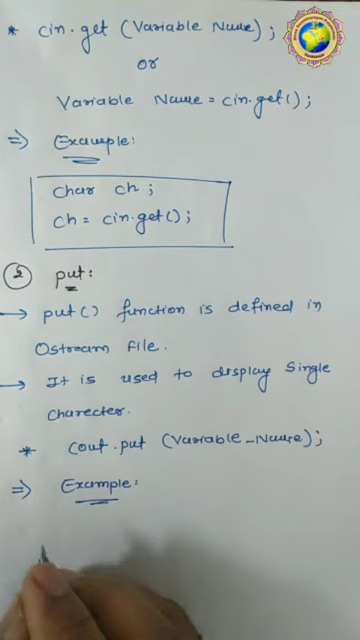 * cin.get (Variable Name);
or
Variable Name = cin.get();
⇒ Example:
Char ch;
ch = cin.get();
② put:
→ put() function is defined in
Ostream File.
→ It is used to display Single
Charecter.
* Cout.put (Variable_Name);
⇒ Example: